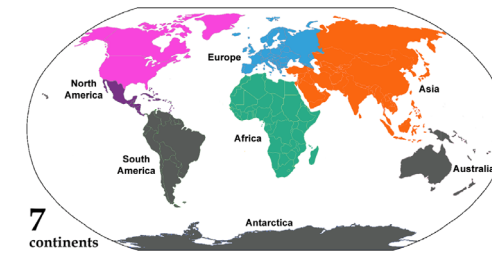 Europe
North
America
Asia
Africa
South
America
Australia
Antarctica
7
continents